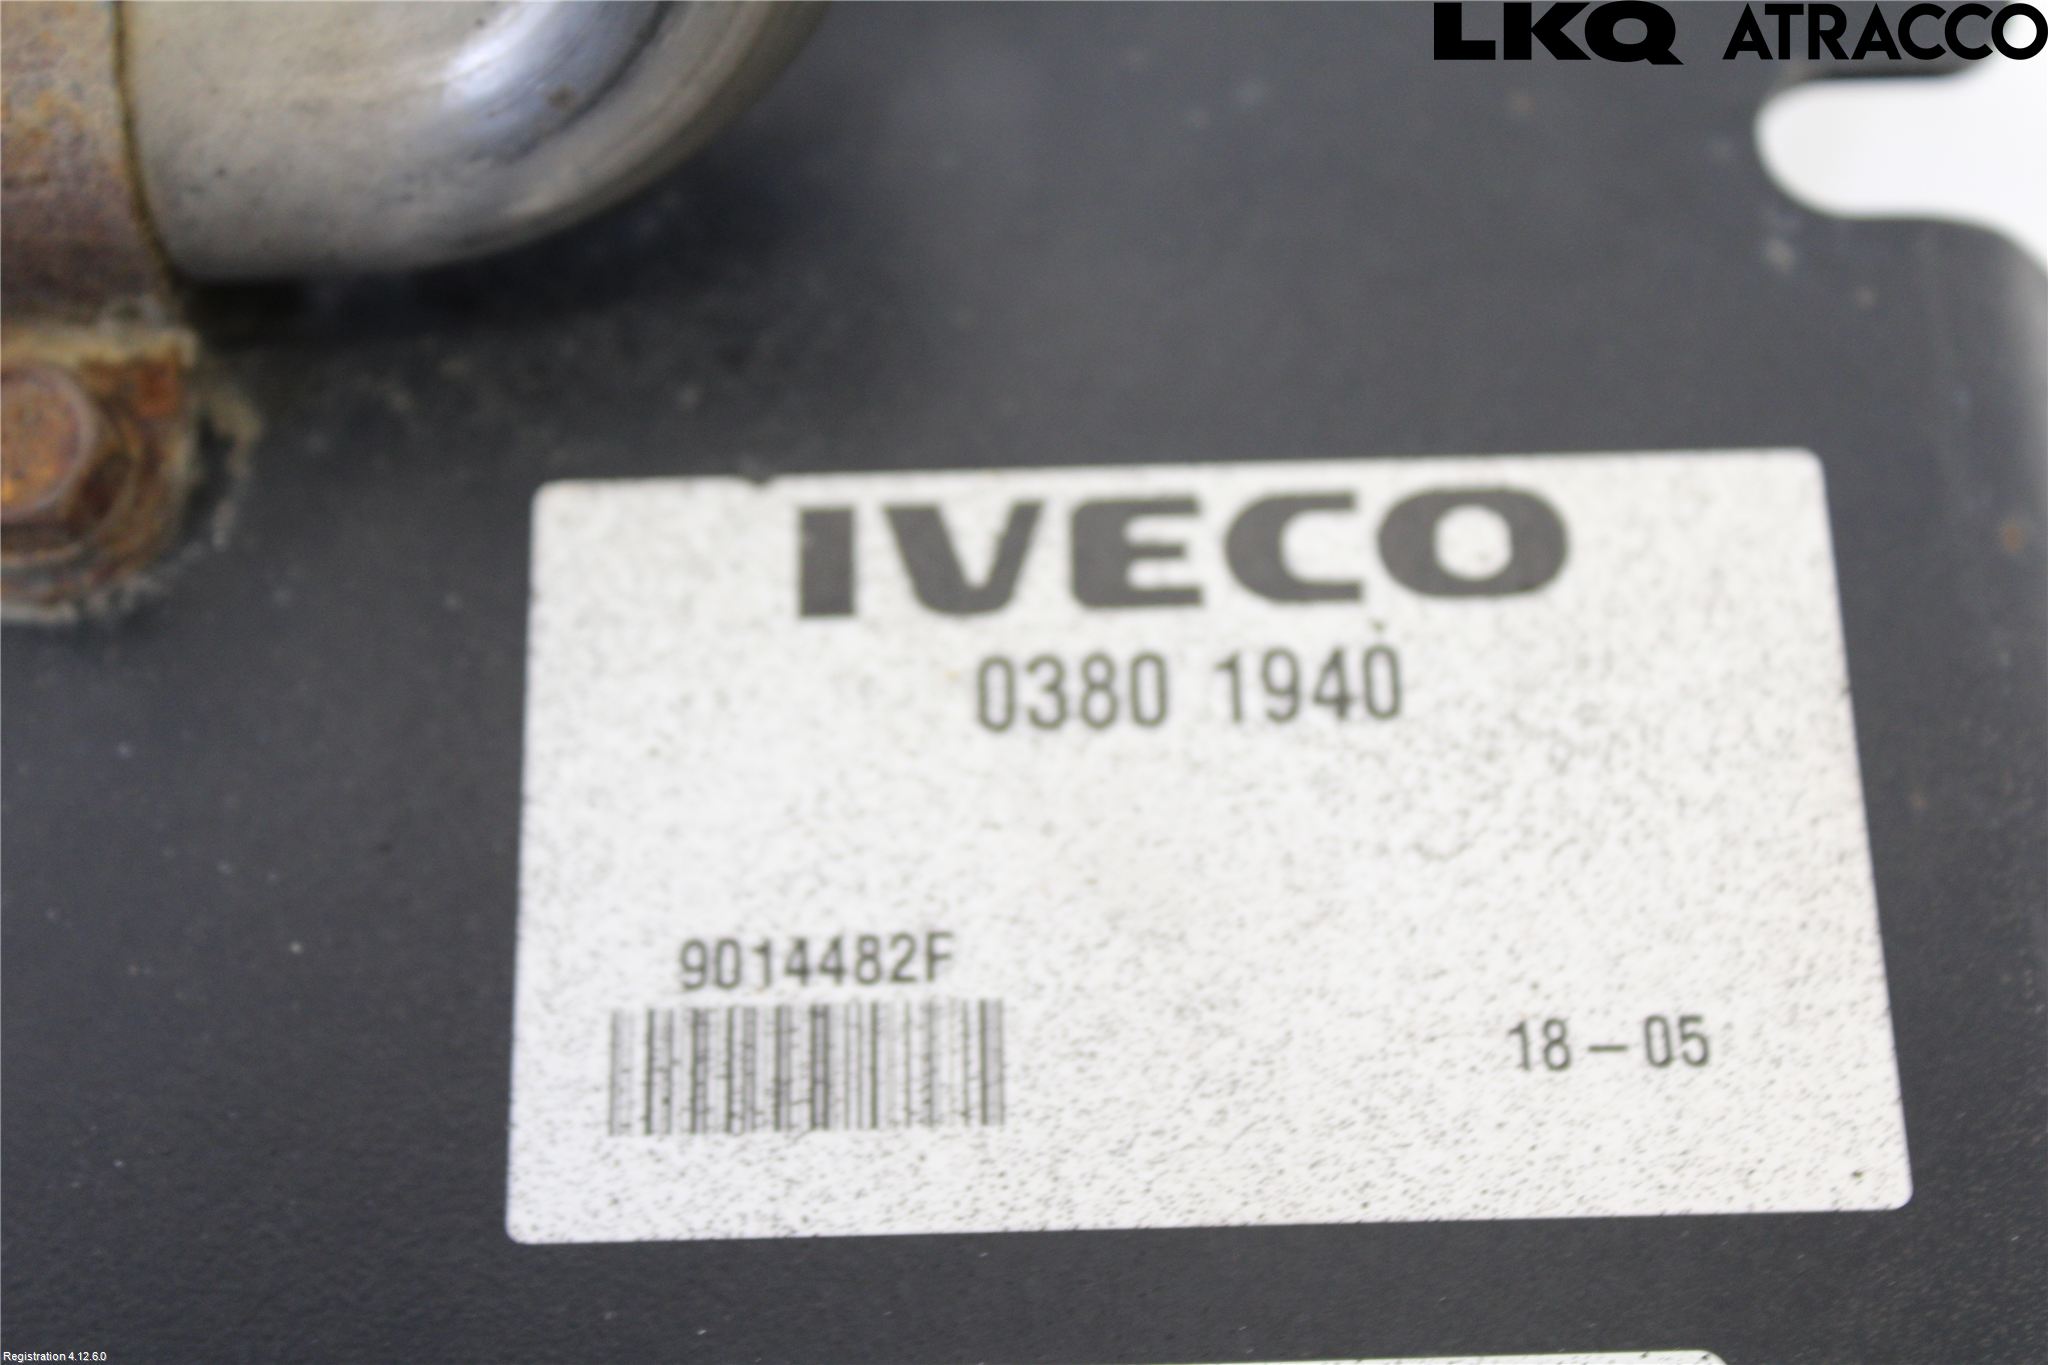 LKQ ATRACCO
IVECO
0380 1940
9014482F
18-05
Registration 4.12.6.0